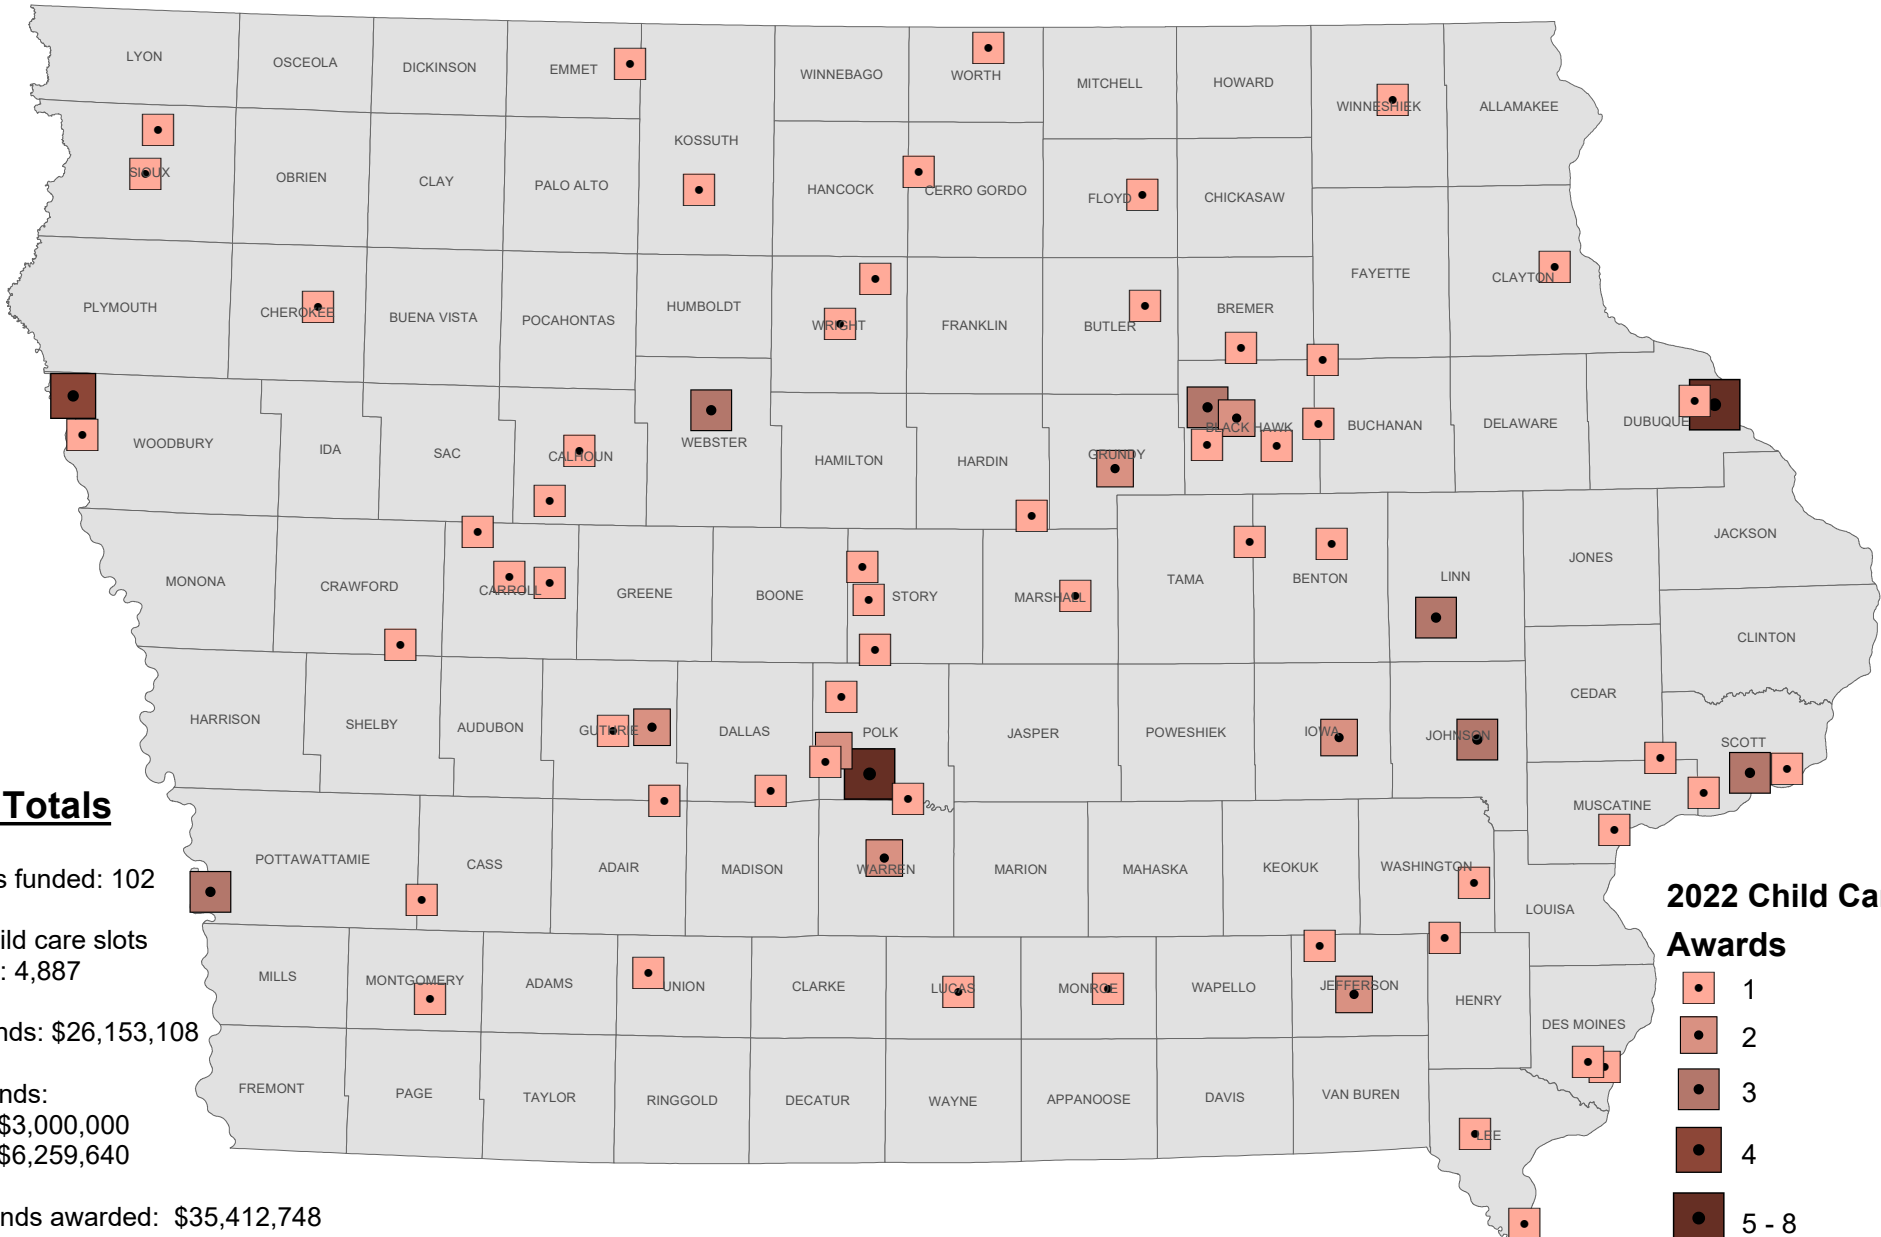 LYON
OSCEOLA
DICKINSON
EMMET
WINNEBAGO
WORTH
MITCHELL
HOWARD
WINNESHIEK
ALLAMAKEE
SIOUX
OBRIEN
CLAY
PALO ALTO
KOSSUTH
HANCOCK
CERRO GORDO
FLOYD
CHICKASAW
PLYMOUTH
CHEROKEE
BUENA VISTA
POCAHONTAS
HUMBOLDT
WRIGHT
FRANKLIN
BUTLER
BREMER
FAYETTE
CLAYTON
WOODBURY
IDA
SAC
CALHOUN
WEBSTER
HAMILTON
HARDIN
GRUNDY
BLACK HAWK
BUCHANAN
DELAWARE
DUBUQUE
MONONA
CRAWFORD
CARROLL
GREENE
BOONE
STORY
MARSHALL
TAMA
BENTON
LINN
JONES
JACKSON
CLINTON
HARRISON
SHELBY
AUDUBON
GUTHRIE
DALLAS
POLK
JASPER
POWESHIEK
IOWA
JOHNSON
CEDAR
SCOTT
MUSCATINE
POTTAWATTAMIE
CASS
ADAIR
MADISON
WARREN
MARION
MAHASKA
KEOKUK
WASHINGTON
LOUISA
MILLS
MONTGOMERY
ADAMS
UNION
CLARKE
LUCAS
MONROE
WAPELLO
JEFFERSON
HENRY
DES MOINES
FREMONT
PAGE
TAYLOR
RINGGOLD
DECATUR
WAYNE
APPANOOSE
DAVIS
VAN BUREN
LEE
Totals
s funded: 102
ild care slots
: 4,887
nds: $26,153,108
nds:
$3,000,000
$6,259,640
nds awarded: $35,412,748
2022 Child Ca
Awards
1
2
3
4
5 - 8